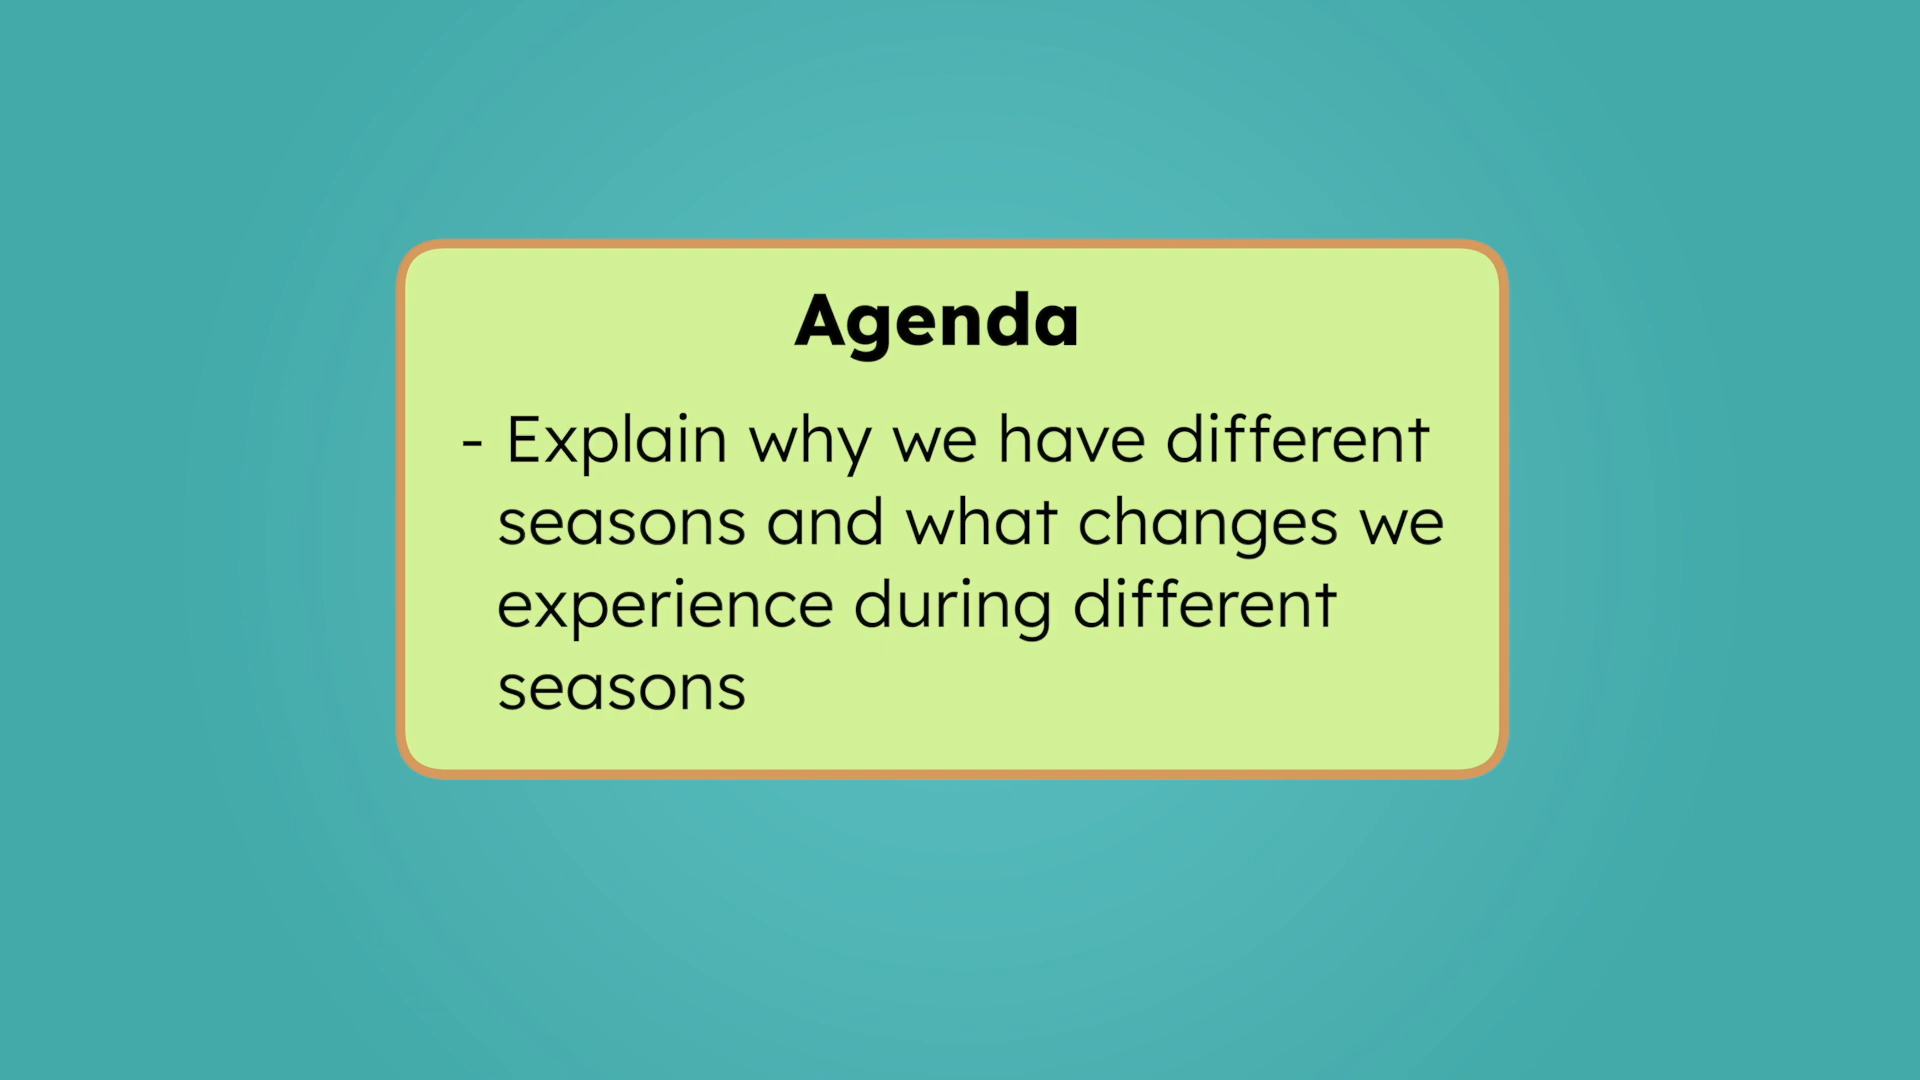 Agenda
- Explain why we have different
seasons and what changes we
experience during different
seasons